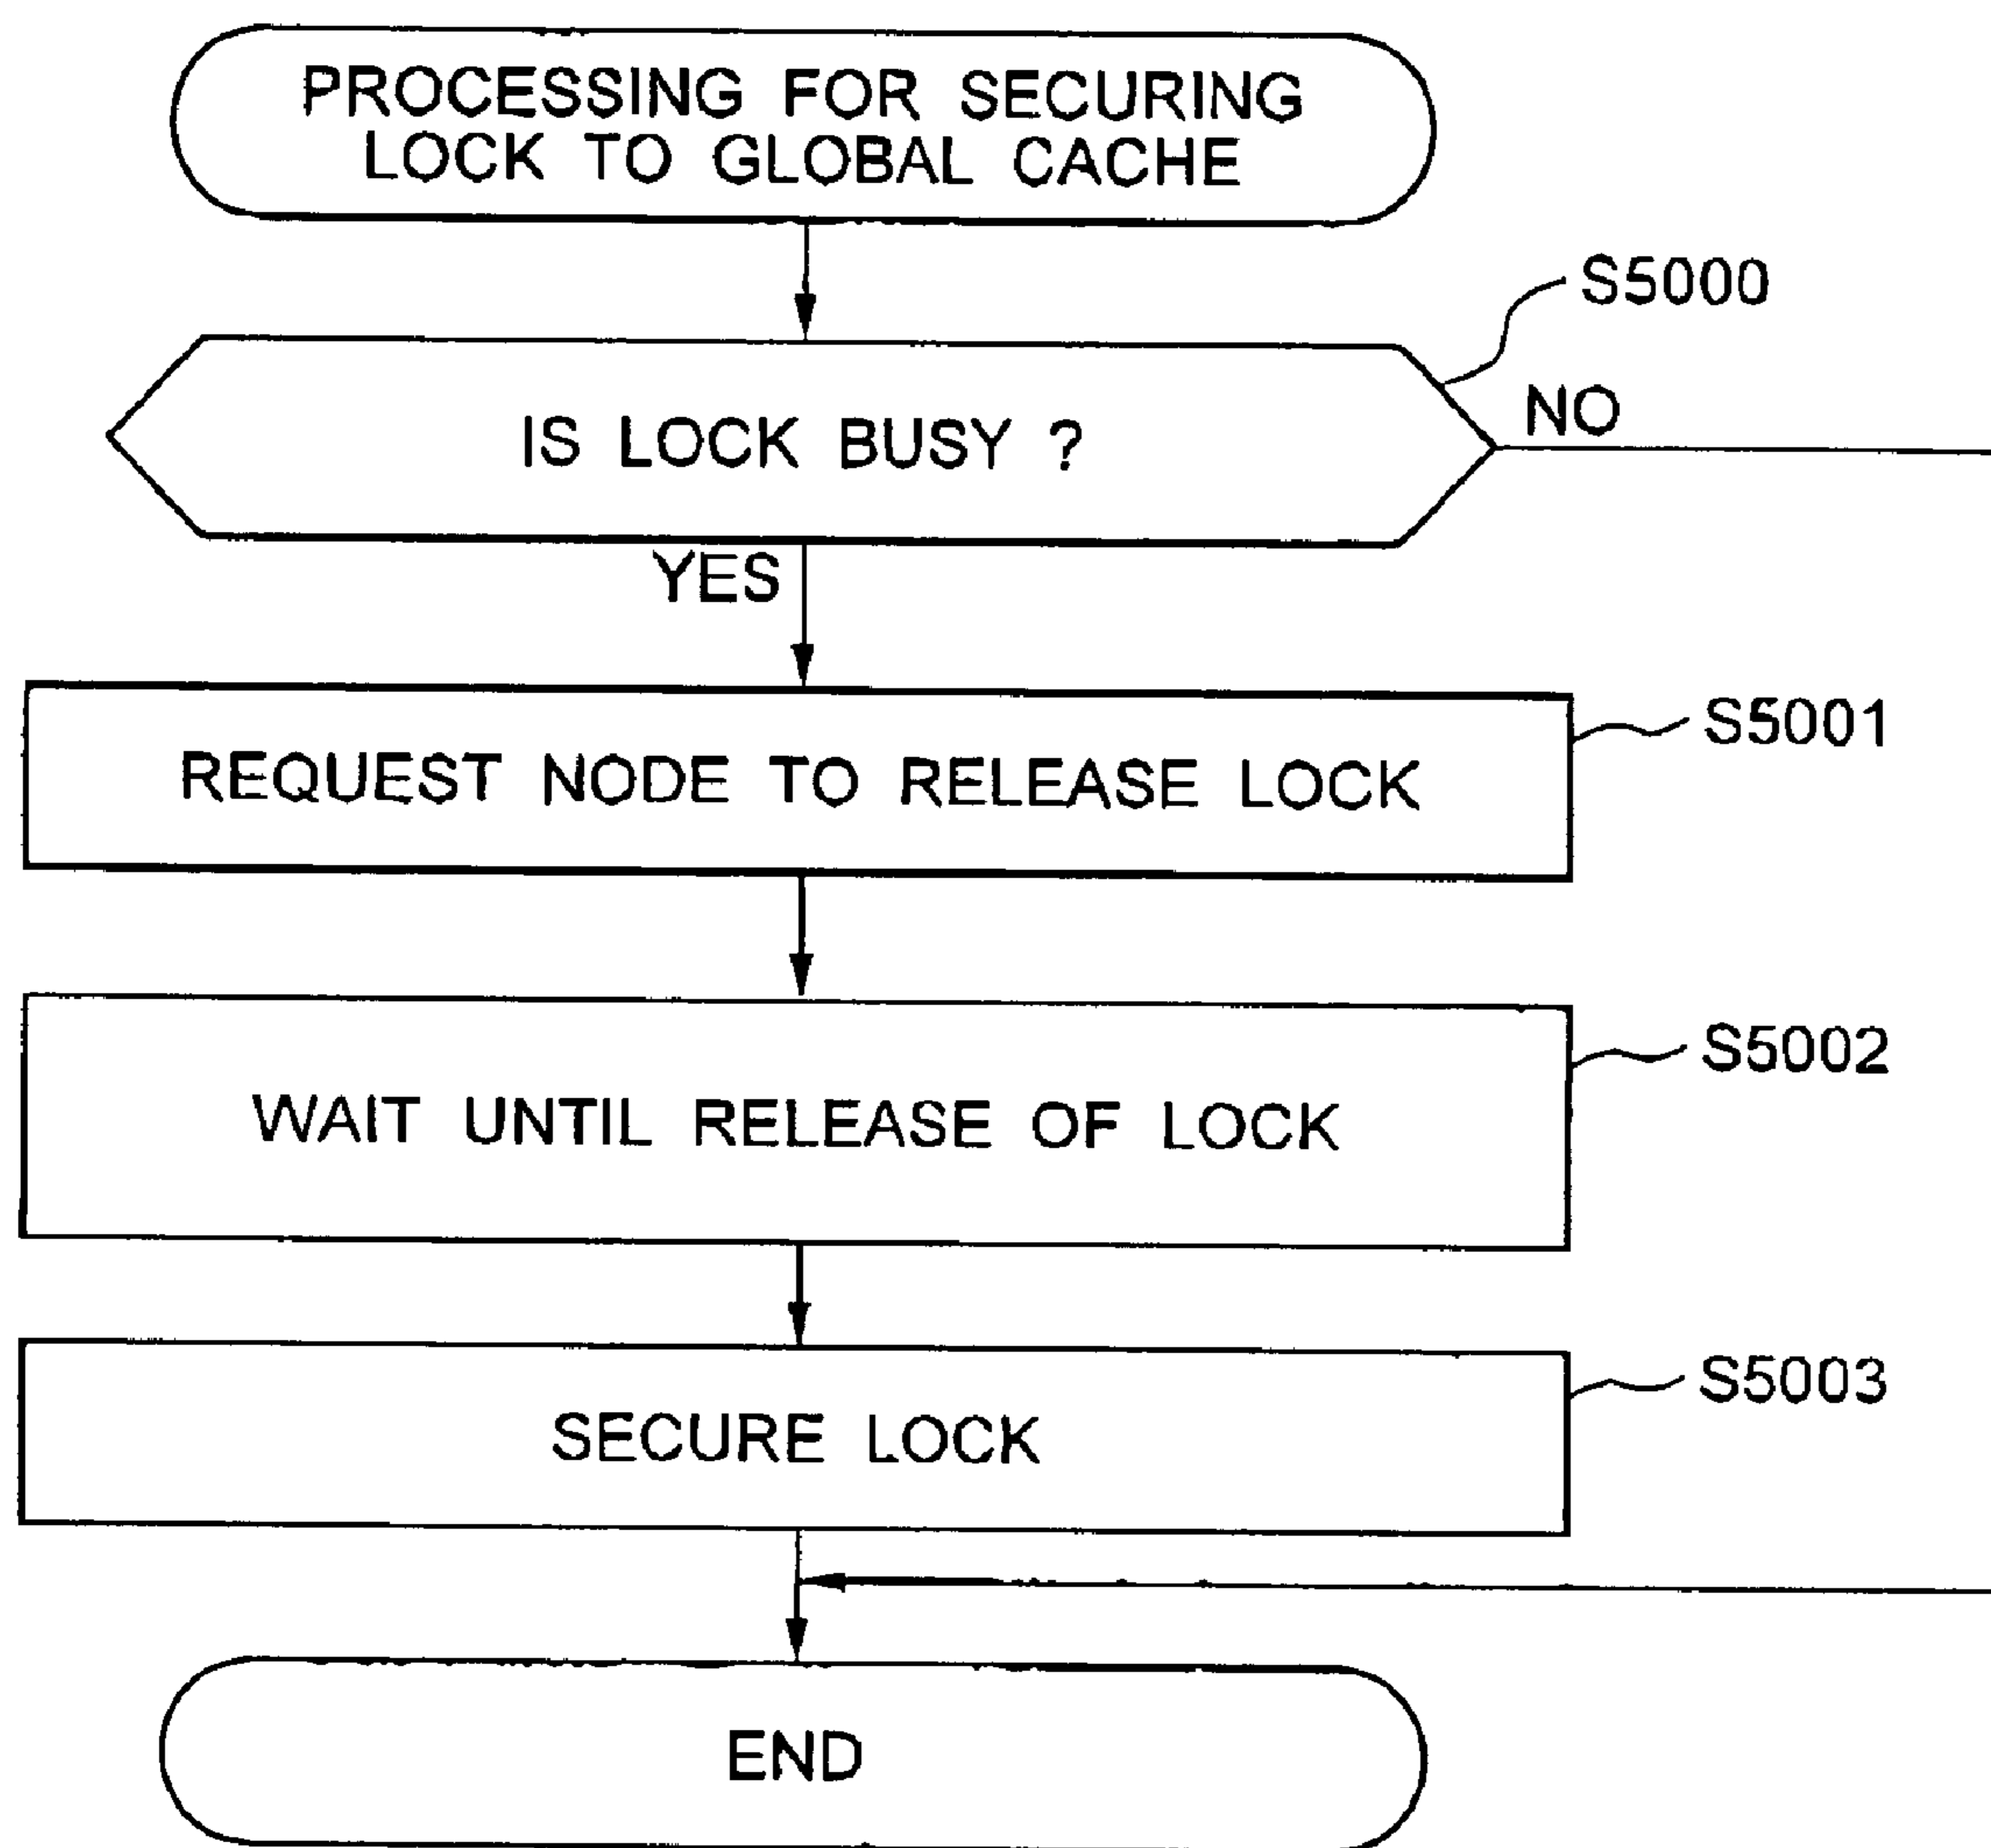 PROCESSING FOR SECURING
LOCK TO GLOBAL CACHE
S5000
IS LOCK BUSY ?
NO
YES
S5001
REQUEST NODE TO RELEASE LOCK
S5002
WAIT UNTIL RELEASE OF LOCK
S5003
SECURE LOCK
END